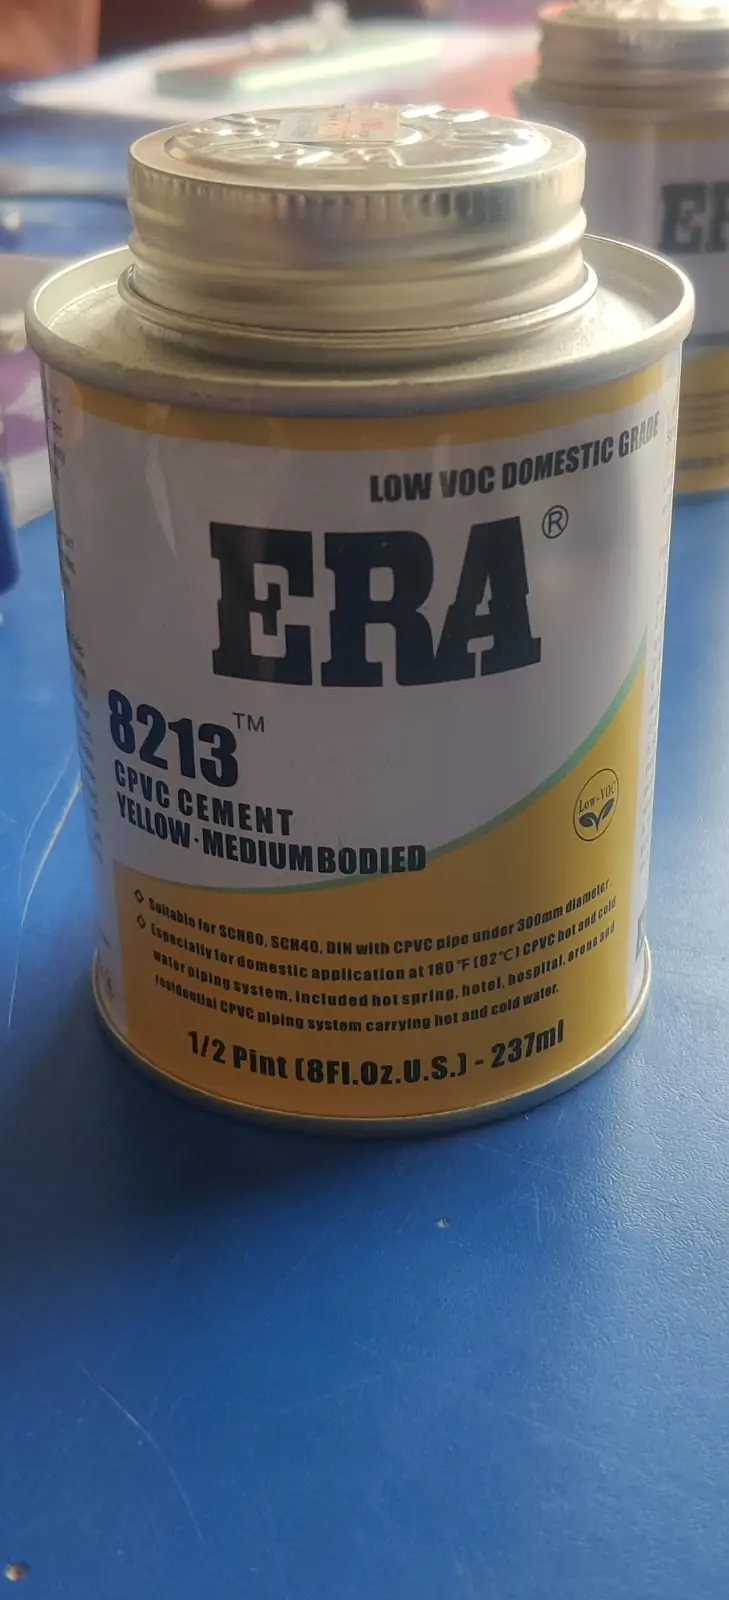 LOW VOC DOMESTIC GRADE
ERA®
8213™
CPVC CEMENT
YELLOW·MEDIUM BODIED
Low-VOC
◇ Suitable for SCH80, SCH40, DIN with CPVC pipe under 300mm diameter.
◇ Especially for domestic application at 180°F (82°C) CPVC hot and cold
water piping system, included hot spring, hotel, hospital, arena and
residential CPVC piping system carrying hot and cold water.
1/2 Pint (8Fl.Oz.U.S.) - 237ml